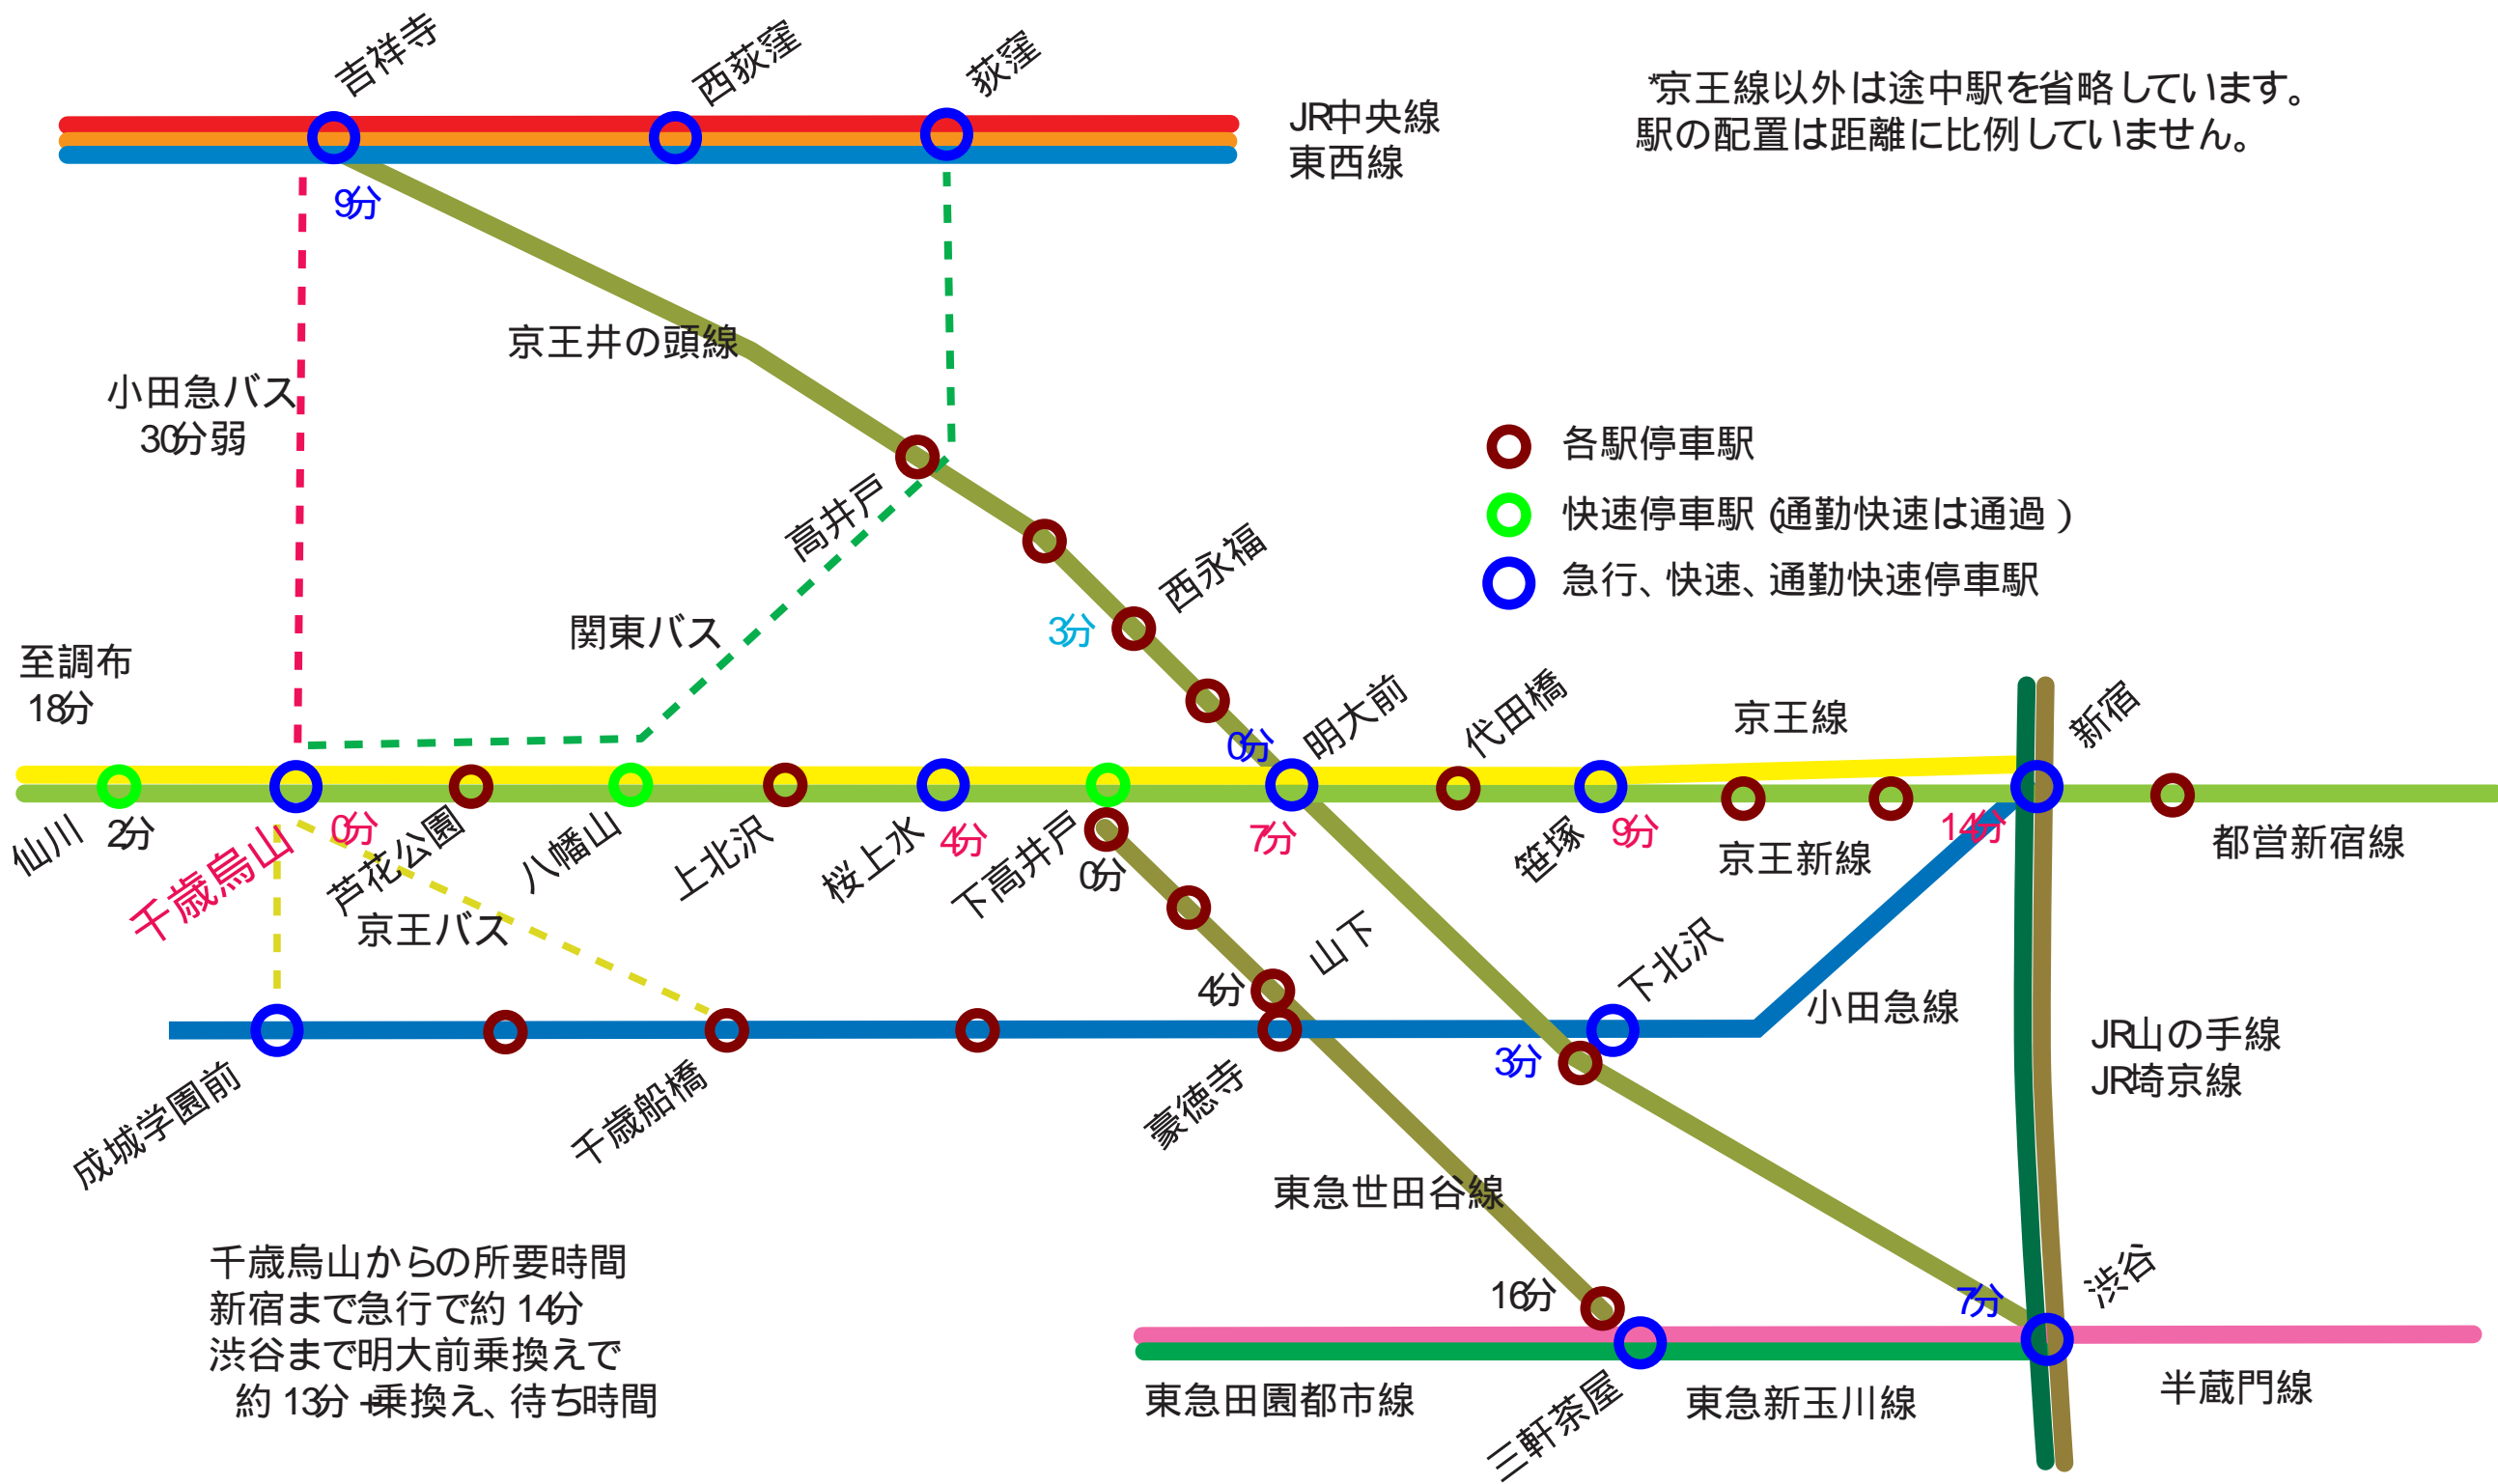 吉祥寺
西荻窪
荻窪
JR中央線
東西線
*京王線以外は途中駅を省略しています。
駅の配置は距離に比例していません。
9分
京王井の頭線
小田急バス
30分弱
各駅停車駅
快速停車駅(通勤快速は通過)
急行、快速、通勤快速停車駅
高井戸
西永福
3分
関東バス
至調布
18分
0分
明大前
代田橋
京王線
新宿
仙川
2分
千歳烏山
0分
芦花公園
八幡山
上北沢
桜上水
4分
下高井戸
0分
7分
笹塚
9分
京王新線
14分
都営新宿線
京王バス
4分
山下
下北沢
小田急線
JR山の手線
JR埼京線
3分
成城学園前
千歳船橋
豪徳寺
東急世田谷線
千歳烏山からの所要時間
新宿まで急行で約14分
渋谷まで明大前乗換えで
約13分+乗換え、待ち時間
16分
7分
渋谷
東急田園都市線
三軒茶屋
東急新玉川線
半蔵門線